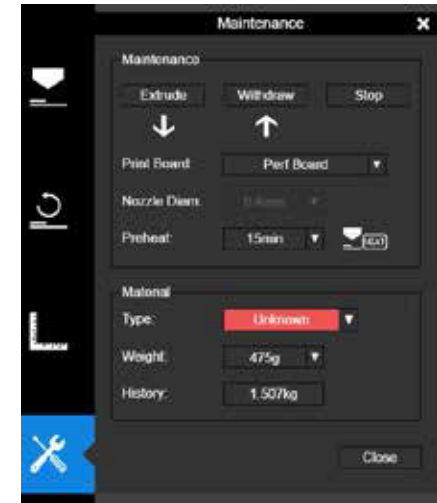 Maintenance
Maintenance
Extrude Withdraw Stop
Print Board: Perf Board
Nozzle Diam:
Preheat: 15min
HEAT
Material
Type: Unknown
Weight: 475g
History: 1.507kg
Close